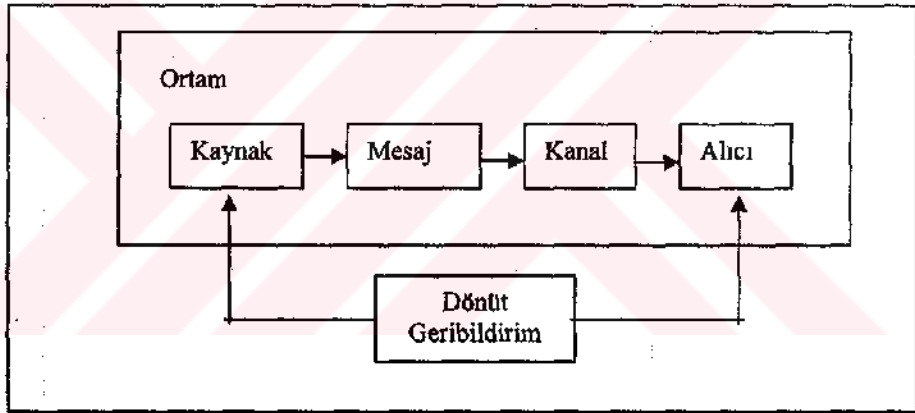 Ortam
Kaynak
Mesaj
Kanal
Alıcı
Dönüt
Geribildirim